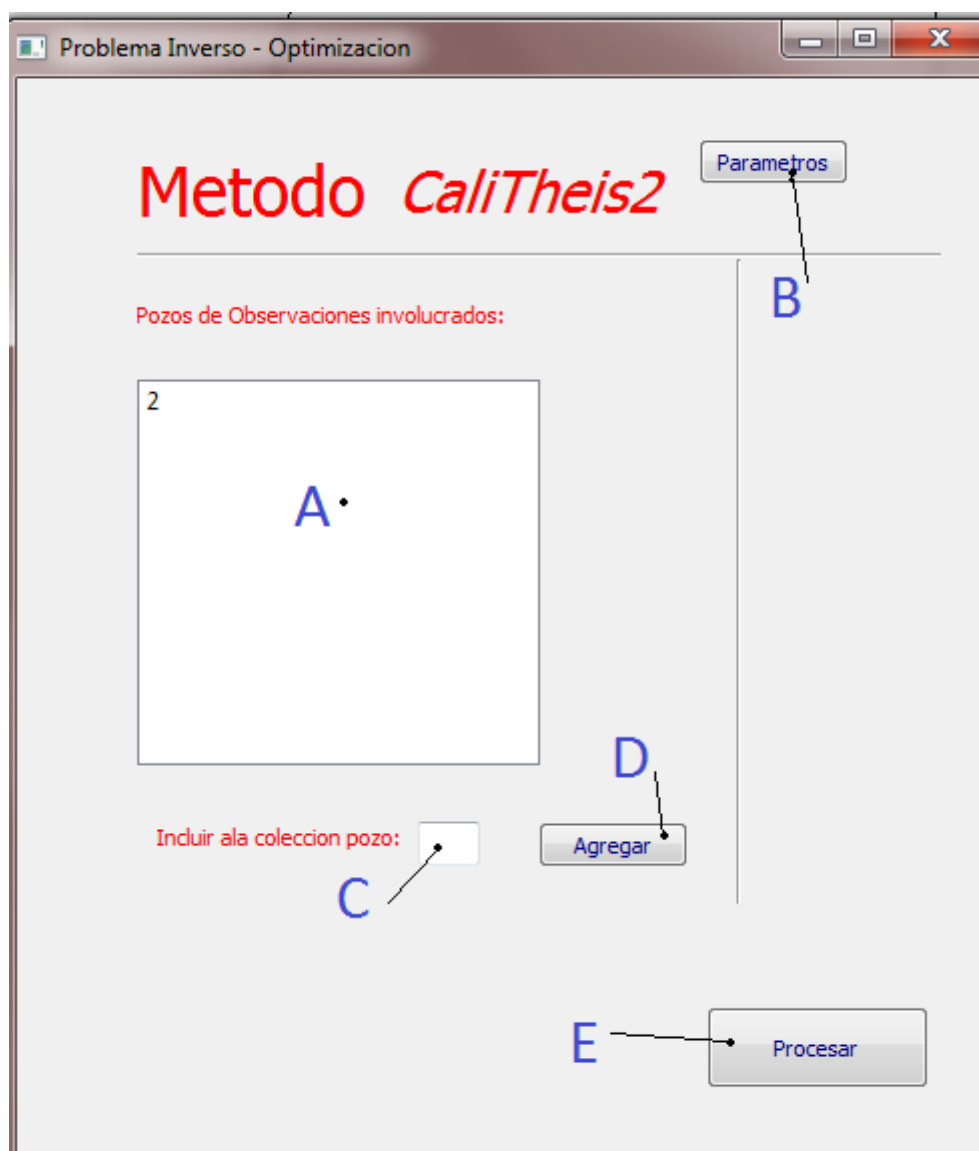 Problema Inverso - Optimizacion
Metodo CaliTheis2
Parametros
B
Pozos de Observaciones involucrados:
2
A
D
Incluir ala coleccion pozo:
Agregar
C
E
Procesar